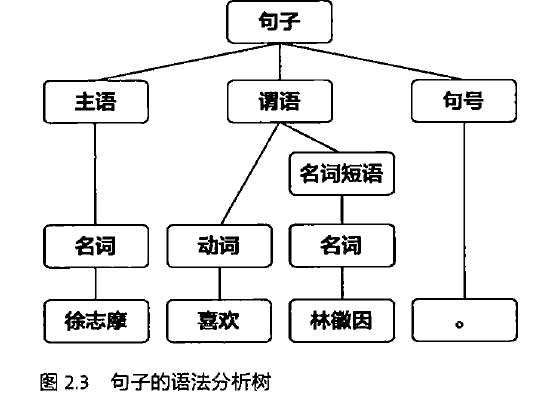 句子
主语 谓语 句号
名词短语
名词 动词 名词
徐志摩 喜欢 林徽因 。
图 2.3 句子的语法分析树